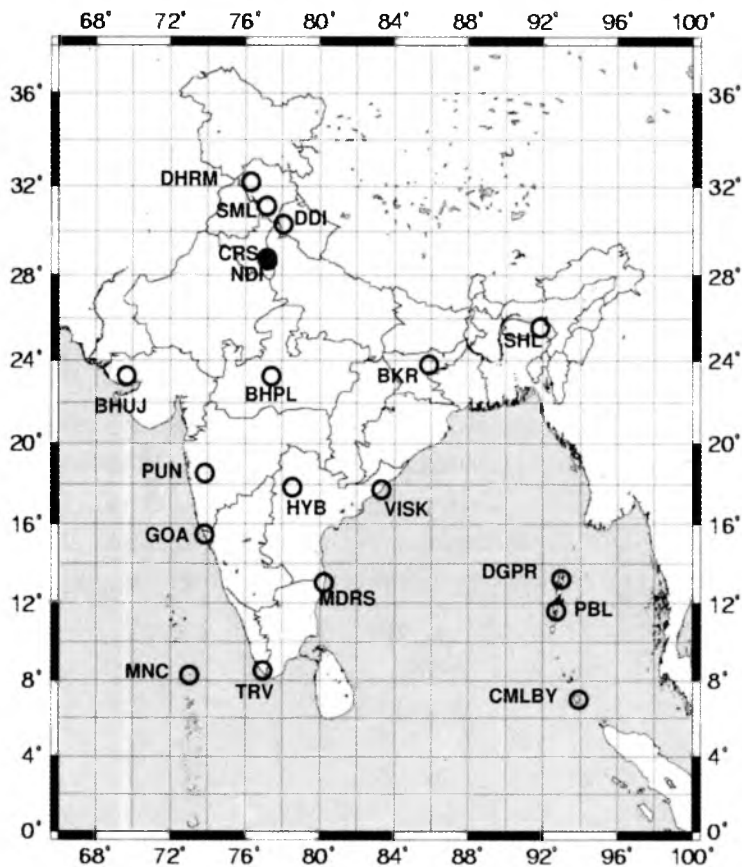 68° 72° 76° 80° 84° 88° 92° 96° 100°
36° 36°
DHRM
32° 32°
SML
DDI
CRS
NDI
28° 28°
SHL
24° 24°
BKR
BHUJ
BHPL
20° 20°
PUN
HYB
VISK
16° 16°
GOA
DGPR
MDRS
12° 12°
PBL
MNC
TRV
8° 8°
CMLBY
4° 4°
0° 0°
68° 72° 76° 80° 84° 88° 92° 96° 100°